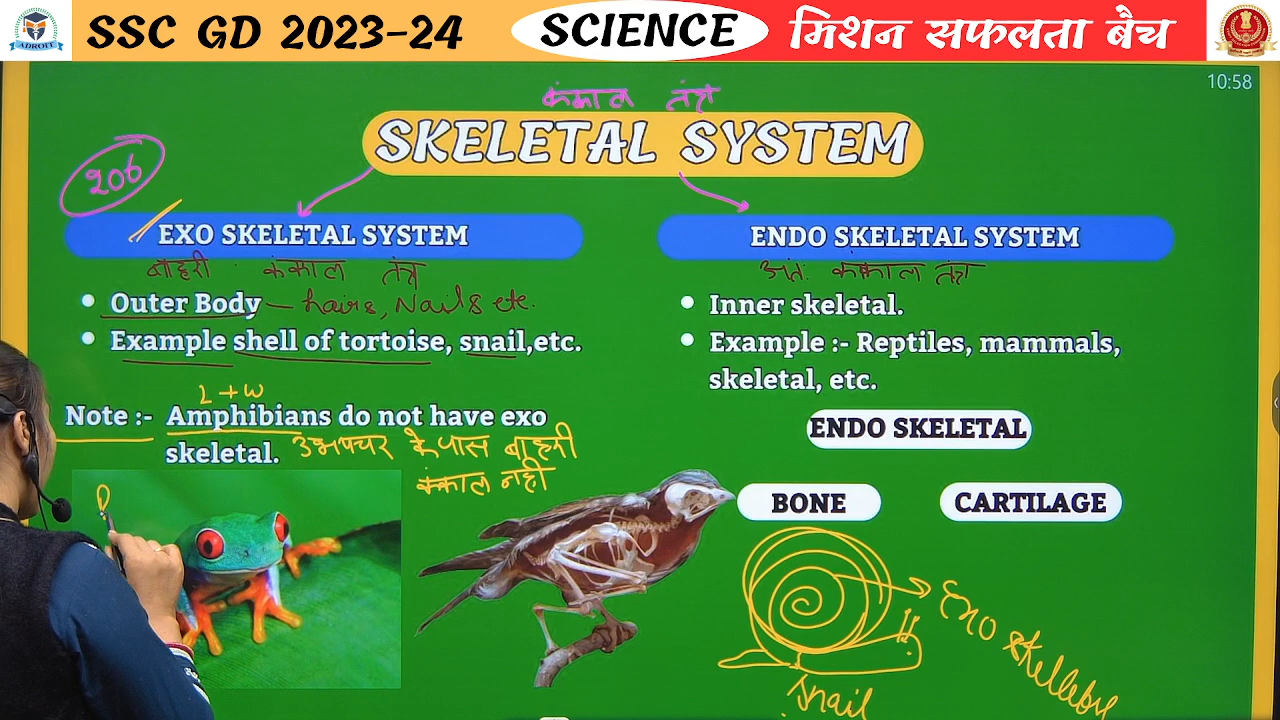 ADROIT
SSC GD 2023-24
SCIENCE
मिशन सफलता बैच
10:58
कंकाल तंत्र
SKELETAL SYSTEM
206
EXO SKELETAL SYSTEM
बाहरी कंकाल तंत्र
Outer Body — hairs, Nails etc.
Example shell of tortoise, snail,etc.
L + W
Note :- Amphibians do not have exo
skeletal. उभयचर के पास बाहरी
कंकाल नही
ENDO SKELETAL SYSTEM
अंत: कंकाल तंत्र
Inner skeletal.
Example :- Reptiles, mammals,
skeletal, etc.
ENDO SKELETAL
BONE
CARTILAGE
Exo
Snail